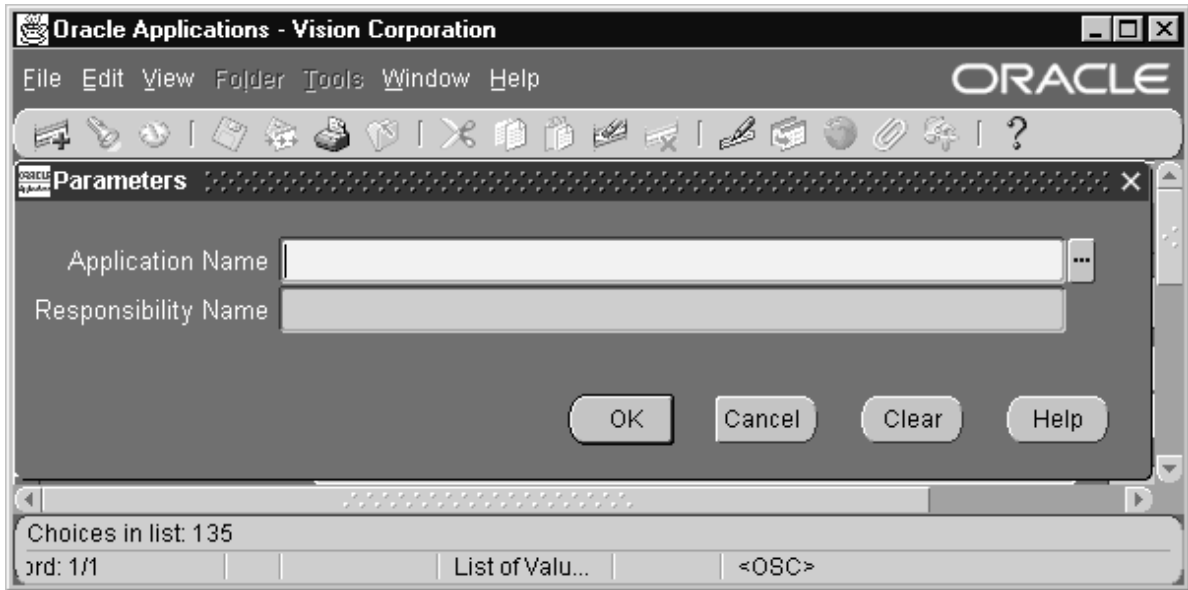 Oracle Applications - Vision Corporation
File Edit View Folder Tools Window Help
ORACLE
?
Parameters
Application Name
...
Responsibility Name
OK Cancel Clear Help
Choices in list: 135
ord: 1/1 List of Valu... <OSC>